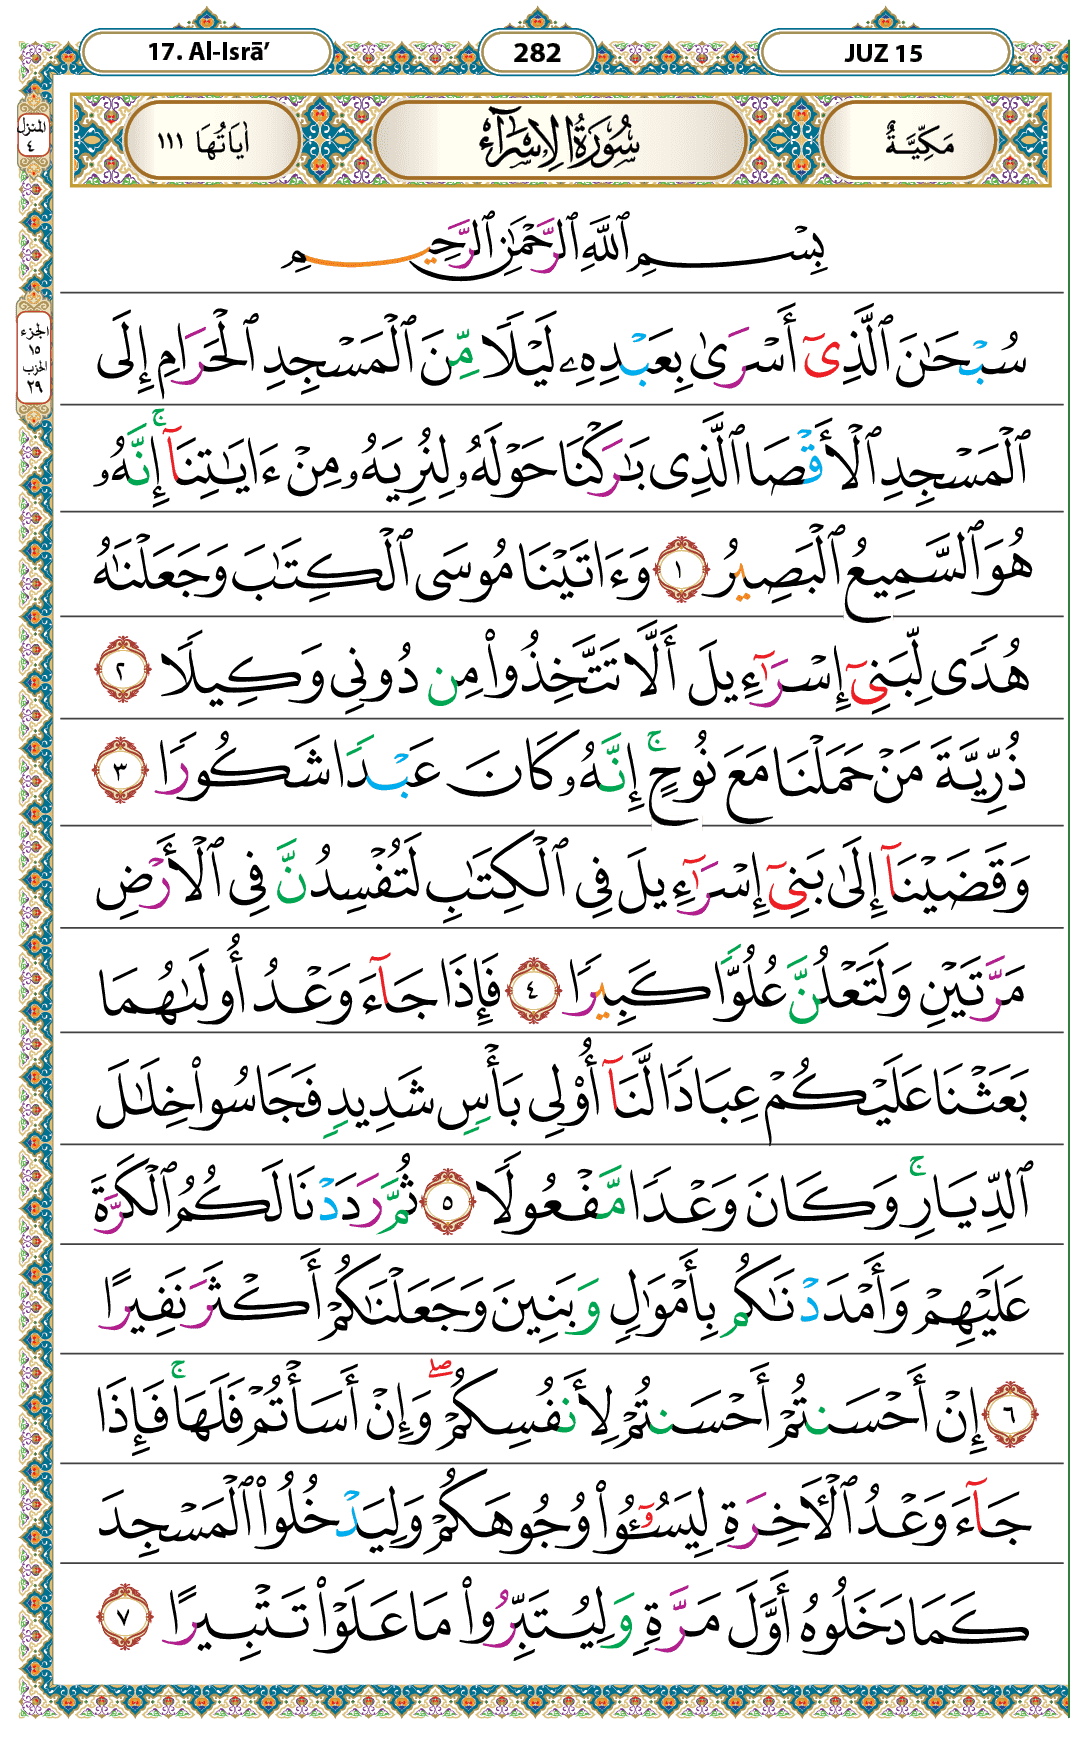 17. Al-Isrā’
282
JUZ 15
مَكِّيَّةٌ
سُورَةُ الْاِسْرَآءِ
اٰيَاتُهَا ١١١
المنزل
٤
بِسْمِ ٱللَّهِ ٱلرَّحْمَٰنِ ٱلرَّحِيمِ
الجزء
١٥
الحزب
٢٩
سُبْحَٰنَ ٱلَّذِىٓ أَسْرَىٰ بِعَبْدِهِۦ لَيْلًا مِّنَ ٱلْمَسْجِدِ ٱلْحَرَامِ إِلَى
ٱلْمَسْجِدِ ٱلْأَقْصَا ٱلَّذِى بَٰرَكْنَا حَوْلَهُۥ لِنُرِيَهُۥ مِنْ ءَايَٰتِنَآ ۚ إِنَّهُۥ
هُوَ ٱلسَّمِيعُ ٱلْبَصِيرُ ١ وَءَاتَيْنَا مُوسَى ٱلْكِتَٰبَ وَجَعَلْنَٰهُ
هُدًى لِّبَنِىٓ إِسْرَٰٓءِيلَ أَلَّا تَتَّخِذُوا۟ مِن دُونِى وَكِيلًا ٢
ذُرِّيَّةَ مَنْ حَمَلْنَا مَعَ نُوحٍ ۚ إِنَّهُۥ كَانَ عَبْدًا شَكُورًا ٣
وَقَضَيْنَآ إِلَىٰ بَنِىٓ إِسْرَٰٓءِيلَ فِى ٱلْكِتَٰبِ لَتُفْسِدُنَّ فِى ٱلْأَرْضِ
مَرَّتَيْنِ وَلَتَعْلُنَّ عُلُوًّا كَبِيرًا ٤ فَإِذَا جَآءَ وَعْدُ أُولَىٰهُمَا
بَعَثْنَا عَلَيْكُمْ عِبَادًا لَّنَآ أُو۟لِى بَأْسٍ شَدِيدٍ فَجَاسُوا۟ خِلَٰلَ
ٱلدِّيَارِ ۚ وَكَانَ وَعْدًا مَّفْعُولًا ٥ ثُمَّ رَدَدْنَا لَكُمُ ٱلْكَرَّةَ
عَلَيْهِمْ وَأَمْدَدْنَٰكُم بِأَمْوَٰلٍ وَبَنِينَ وَجَعَلْنَٰكُمْ أَكْثَرَ نَفِيرًا
٦ إِنْ أَحْسَنتُمْ أَحْسَنتُمْ لِأَنفُسِكُمْ ۖ وَإِنْ أَسَأْتُمْ فَلَهَا ۚ فَإِذَا
جَآءَ وَعْدُ ٱلْأَخِرَةِ لِيَسُـۥٓـُٔوا۟ وُجُوهَكُمْ وَلِيَدْخُلُوا۟ ٱلْمَسْجِدَ
كَمَا دَخَلُوهُ أَوَّلَ مَرَّةٍ وَلِيُتَبِّرُوا۟ مَا عَلَوْا۟ تَتْبِيرًا ٧